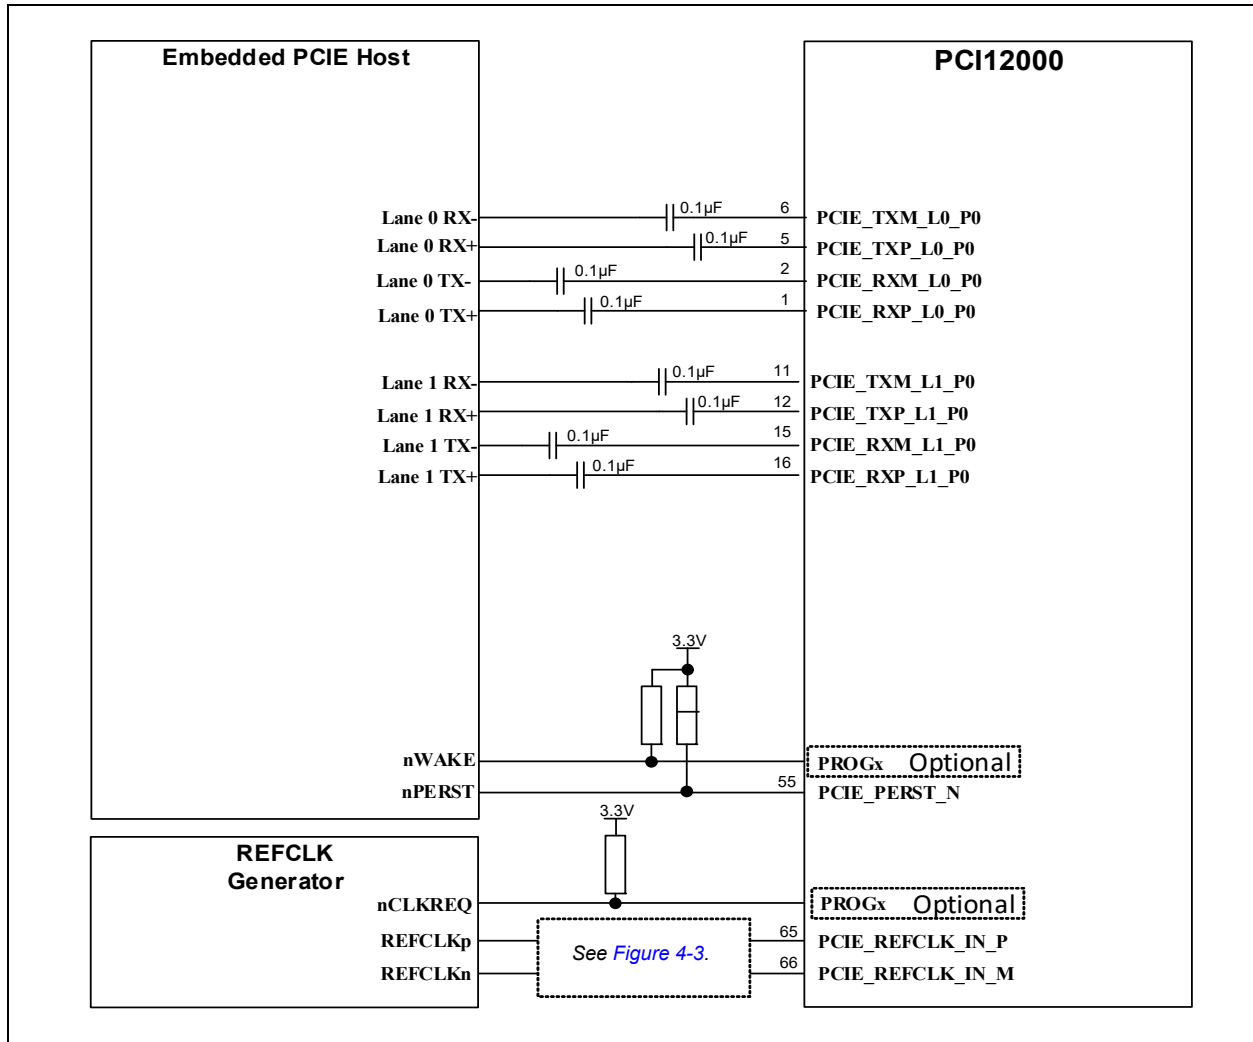 Embedded PCIE Host
PCI12000
Lane 0 RX- 0.1µF 6 PCIE_TXM_L0_P0
Lane 0 RX+ 0.1µF 5 PCIE_TXP_L0_P0
Lane 0 TX- 0.1µF 2 PCIE_RXM_L0_P0
Lane 0 TX+ 0.1µF 1 PCIE_RXP_L0_P0
Lane 1 RX- 0.1µF 11 PCIE_TXM_L1_P0
Lane 1 RX+ 0.1µF 12 PCIE_TXP_L1_P0
Lane 1 TX- 0.1µF 15 PCIE_RXM_L1_P0
Lane 1 TX+ 0.1µF 16 PCIE_RXP_L1_P0
3.3V
nWAKE PROGx Optional
nPERST 55 PCIE_PERST_N
3.3V
REFCLK
Generator
nCLKREQ PROGx Optional
REFCLKp 65 PCIE_REFCLK_IN_P
See Figure 4-3.
REFCLKn 66 PCIE_REFCLK_IN_M